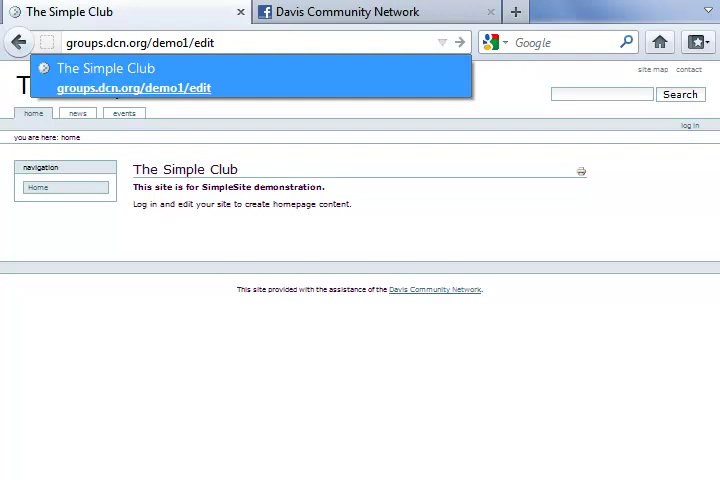 The Simple Club
Davis Community Network
groups.dcn.org/demo1/edit
Google
The Simple Club
groups.dcn.org/demo1/edit
site map contact
Search
home news events
log in
you are here: home
navigation
Home
The Simple Club
This site is for SimpleSite demonstration.
Log in and edit your site to create homepage content.
This site provided with the assistance of the Davis Community Network.